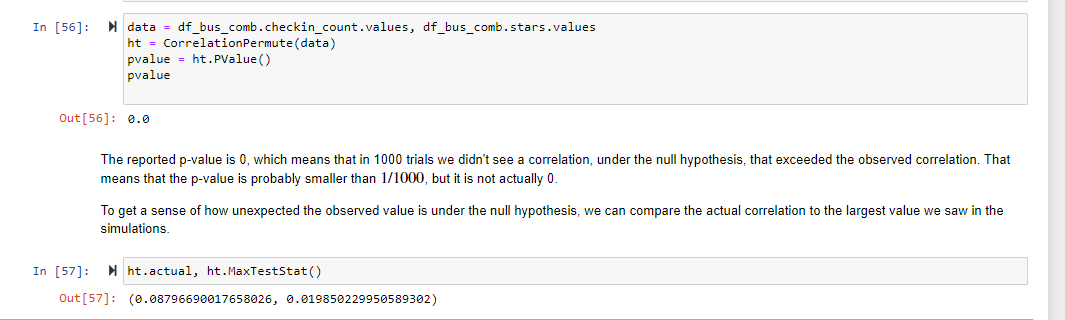 In [56]: data = df_bus_comb.checkin_count.values, df_bus_comb.stars.values
ht = CorrelationPermute(data)
pvalue = ht.PValue()
pvalue
Out[56]: 0.0
The reported p-value is 0, which means that in 1000 trials we didn't see a correlation, under the null hypothesis, that exceeded the observed correlation. That
means that the p-value is probably smaller than 1/1000, but it is not actually 0.
To get a sense of how unexpected the observed value is under the null hypothesis, we can compare the actual correlation to the largest value we saw in the
simulations.
In [57]: ht.actual, ht.MaxTestStat()
Out[57]: (0.08796690017658026, 0.019850229950589302)